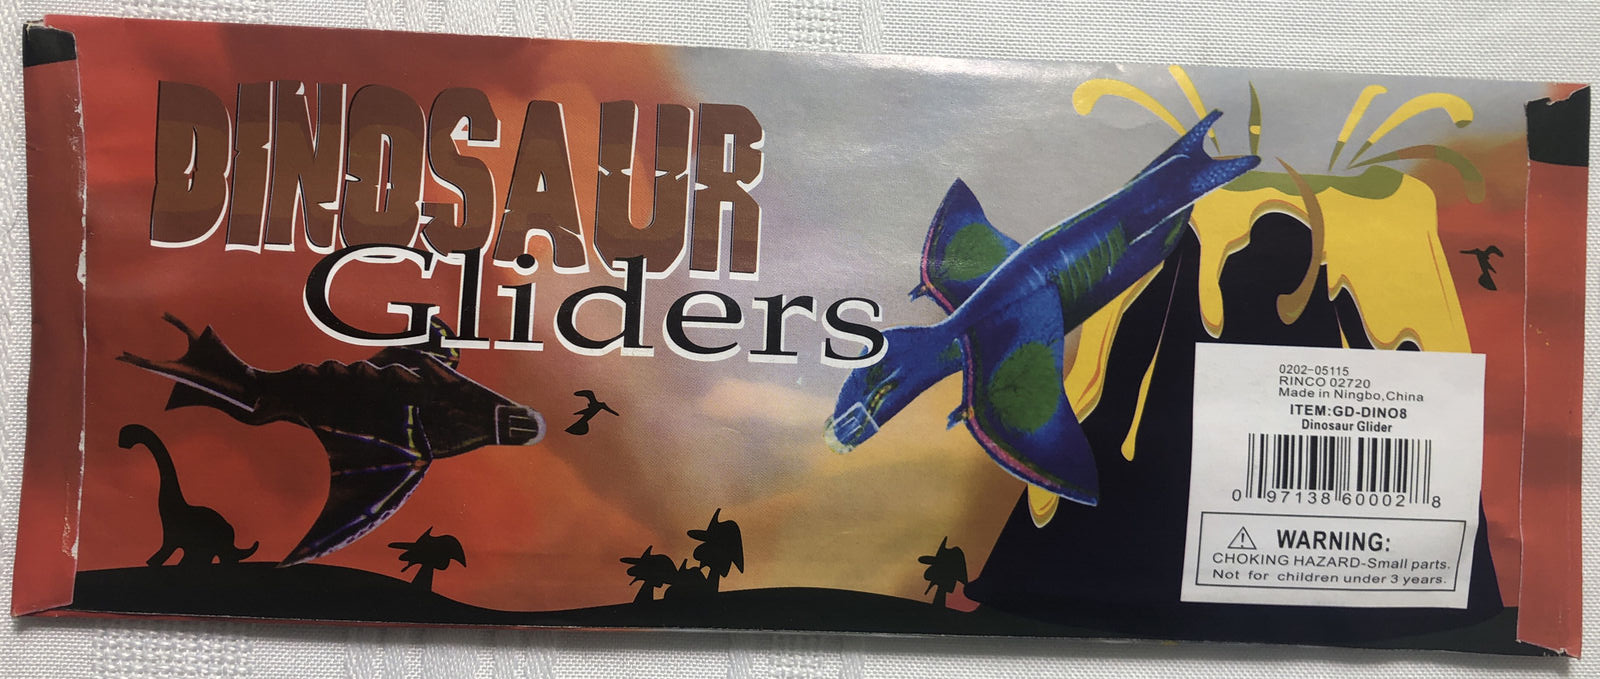 DINOSAUR
Gliders
0202-05115
RINCO 02720
Made in Ningbo,China
ITEM:GD-DINO8
Dinosaur Glider
0 97138 60002 8
WARNING:
CHOKING HAZARD-Small parts.
Not for children under 3 years.